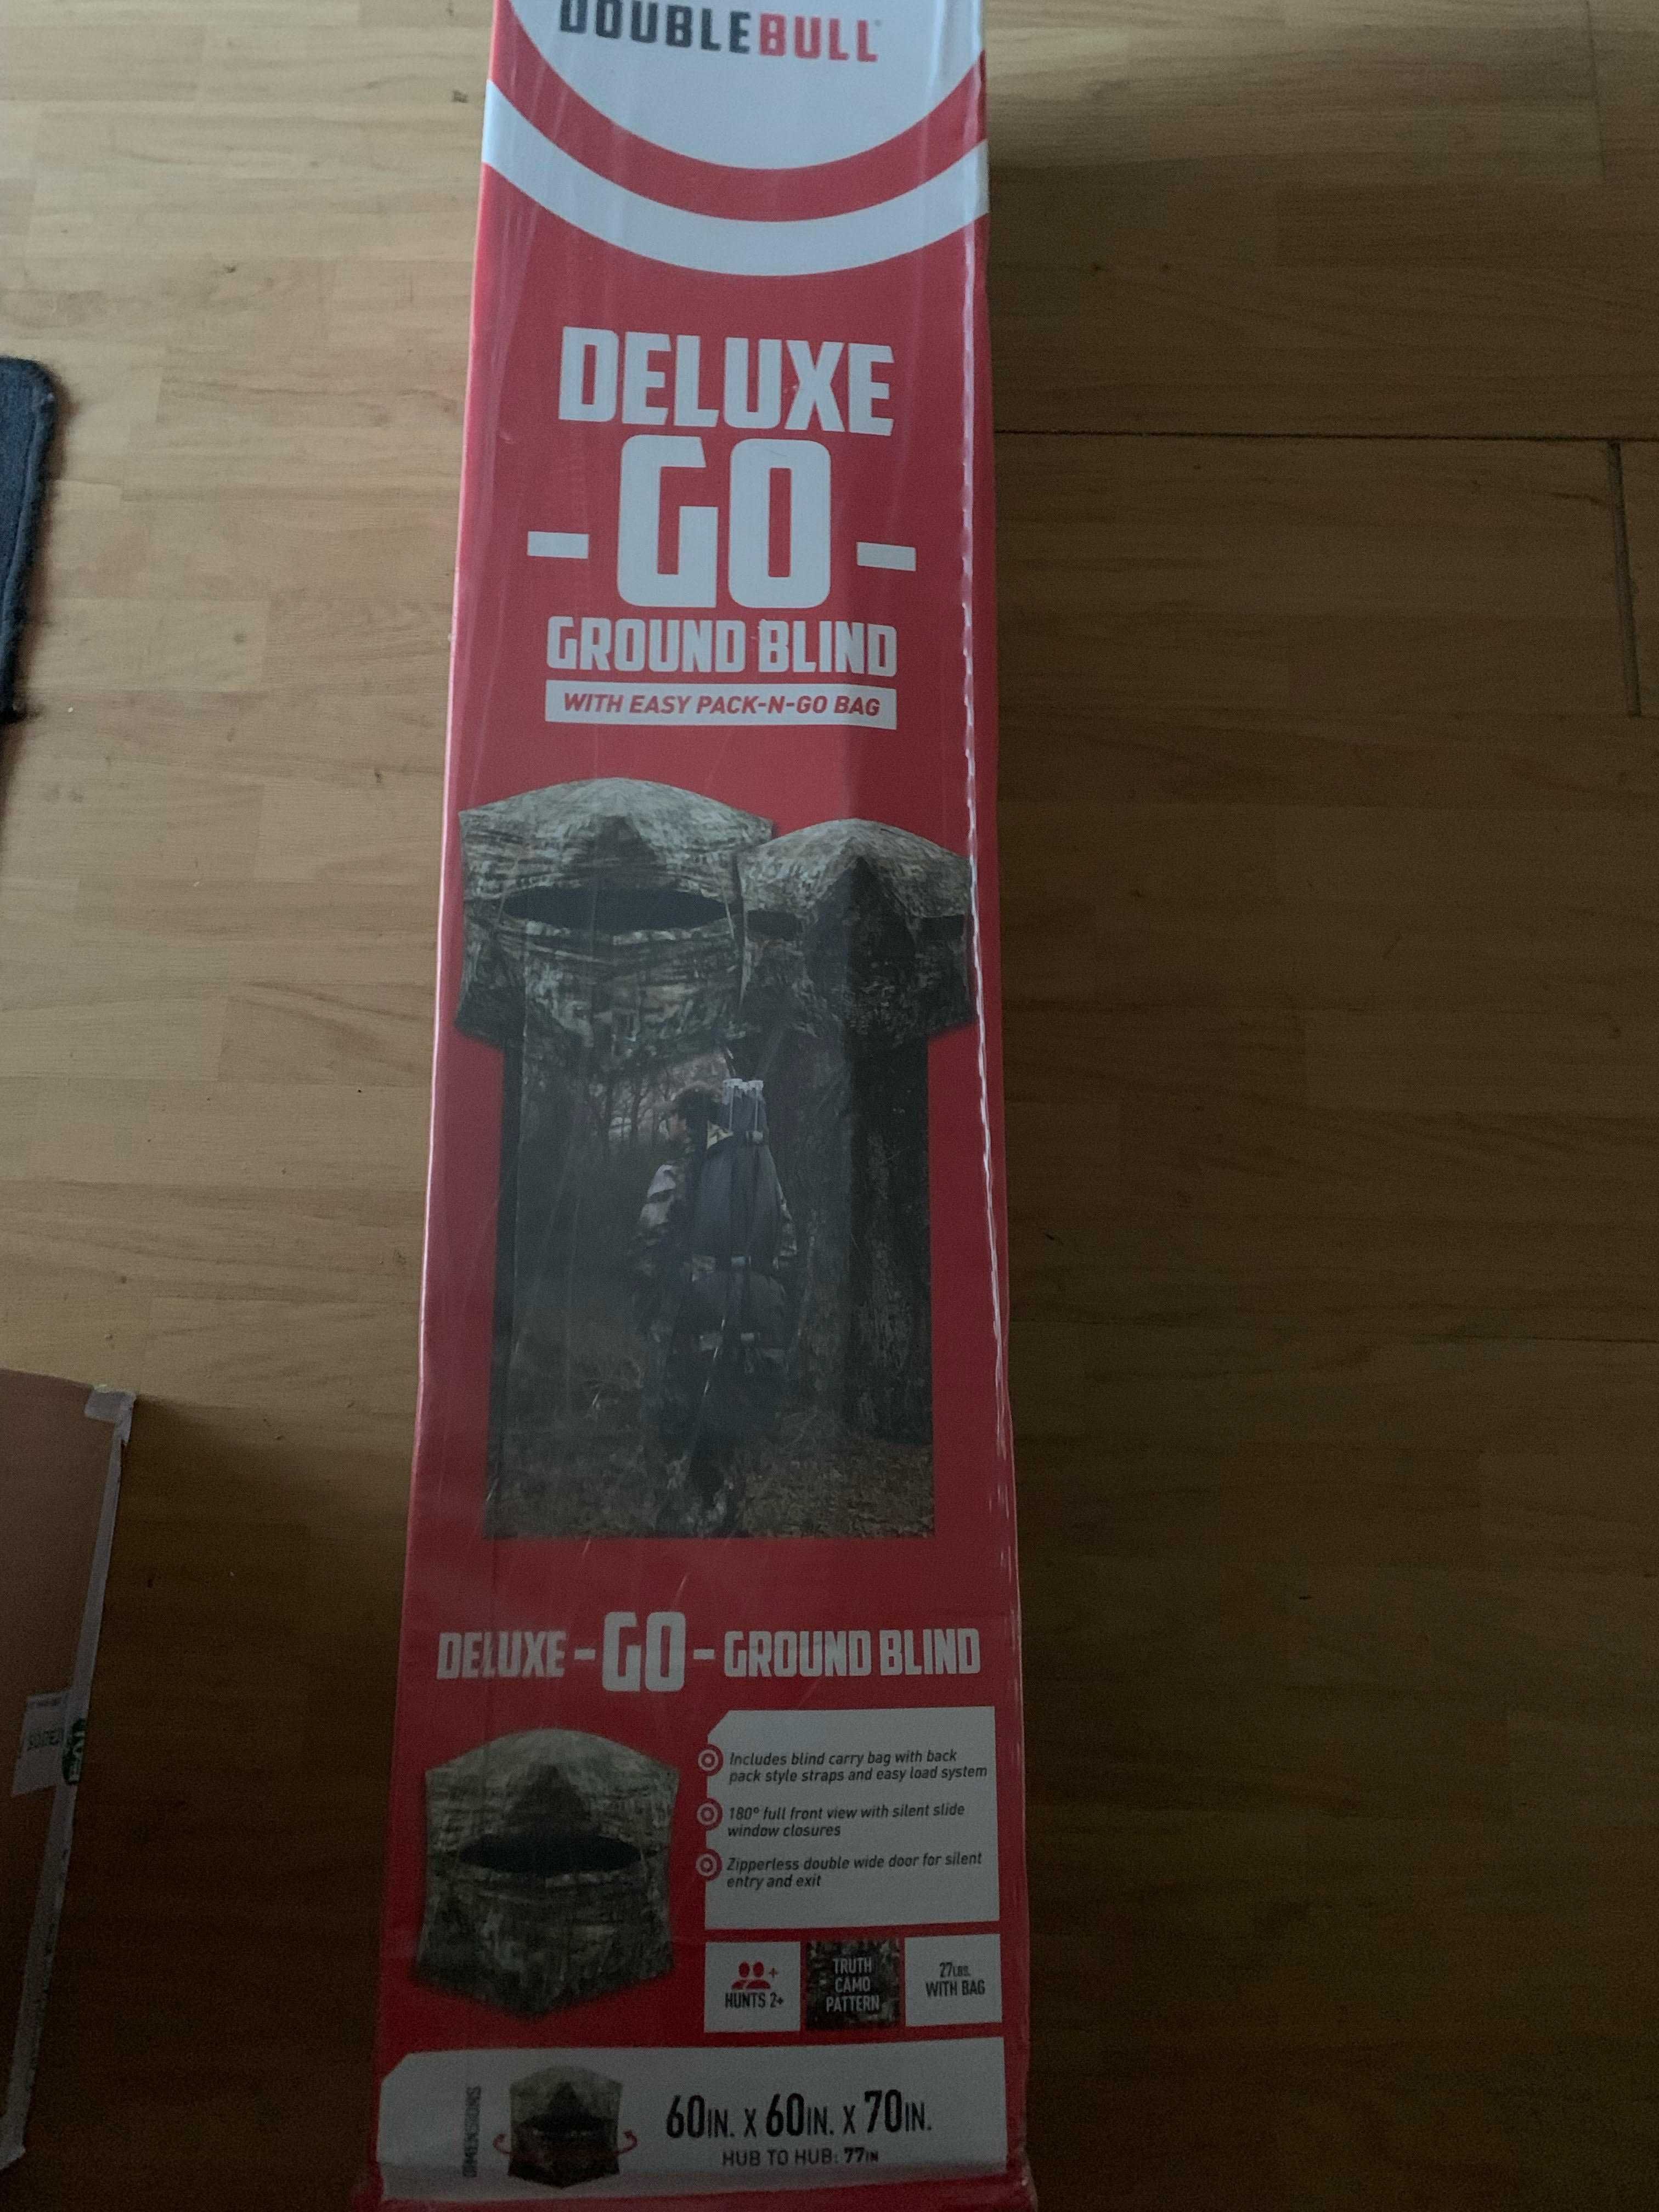 DOUBLEBULL
DELUXE
- GO -
GROUND BLIND
WITH EASY PACK-N-GO BAG
DELUXE - GO - GROUND BLIND
Includes blind carry bag with back
pack style straps and easy load system
180° full front view with silent slide
window closures
Zipperless double wide door for silent
entry and exit
HUNTS 2+
TRUTH
CAMO
PATTERN
27LBS.
WITH BAG
DIMENSIONS
60IN. X 60IN. X 70IN.
HUB TO HUB: 77IN